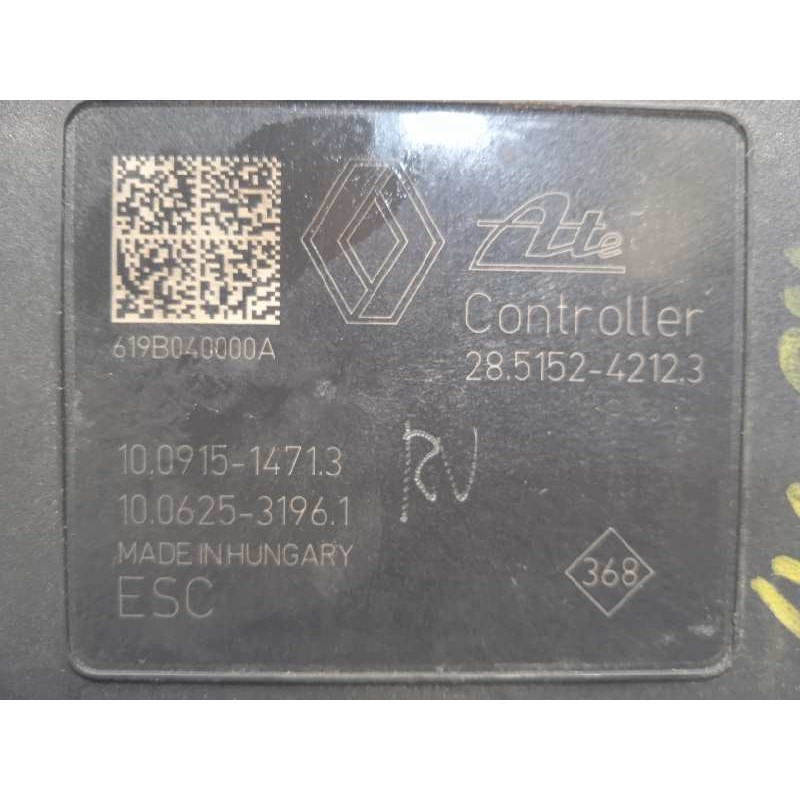 Ate
Controller
28.5152-4212.3
619B040000A
10.0915-1471.3
10.0625-3196.1
MADE IN HUNGARY
ESC
RN
368